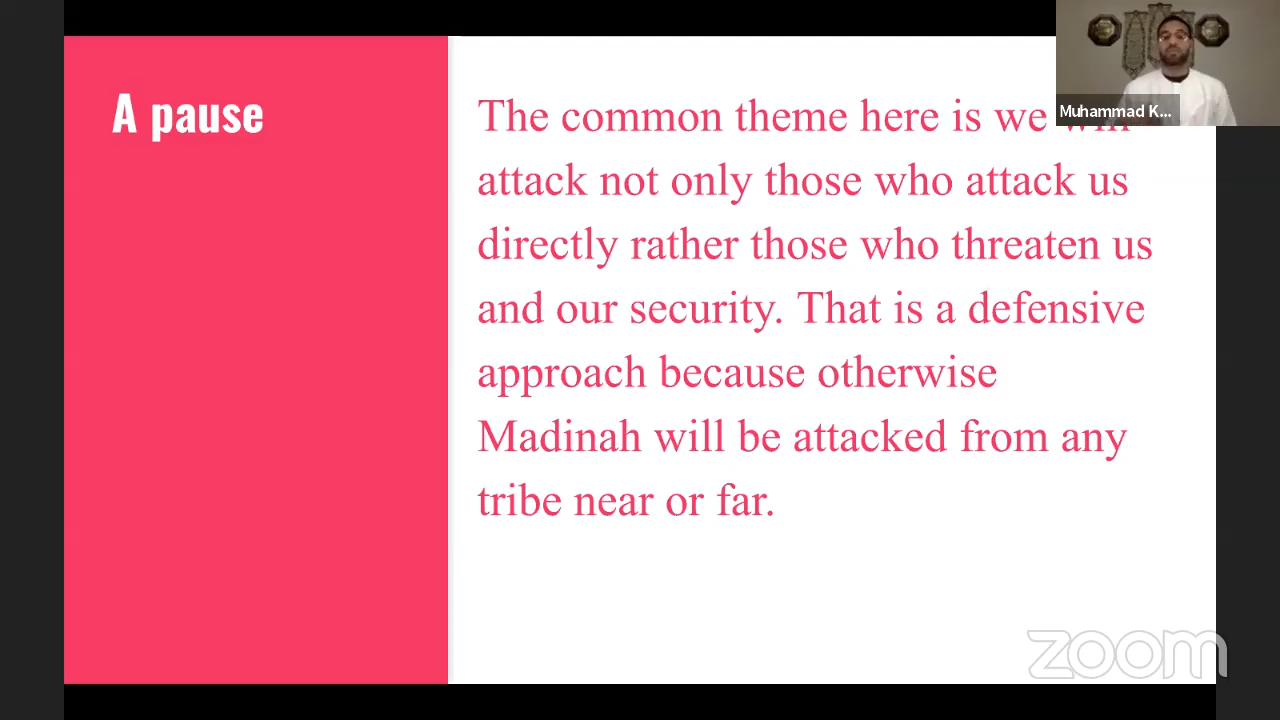 A pause
The common theme here is we will
attack not only those who attack us
directly rather those who threaten us
and our security. That is a defensive
approach because otherwise
Madinah will be attacked from any
tribe near or far.
Muhammad K...
zoom